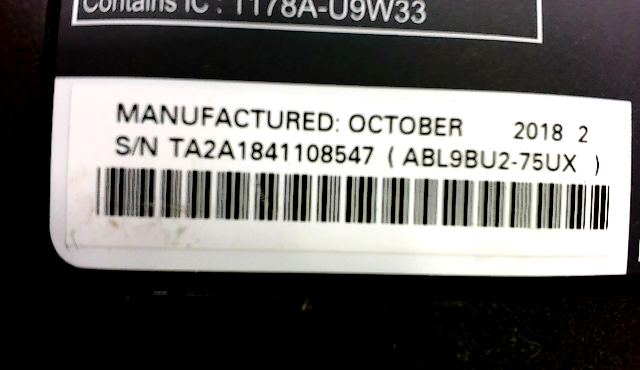 Contains IC : 1178A-U9W33
MANUFACTURED: OCTOBER 2018 2
S/N TA2A1841108547 ( ABL9BU2-75UX )